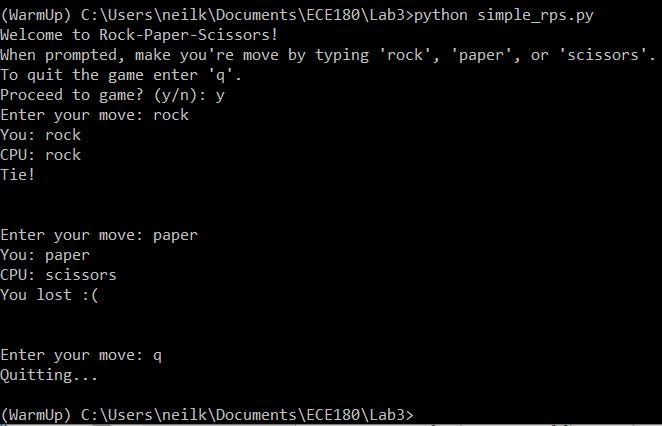 (WarmUp) C:\Users\neilk\Documents\ECE180\Lab3>python simple_rps.py
Welcome to Rock-Paper-Scissors!
When prompted, make you're move by typing 'rock', 'paper', or 'scissors'.
To quit the game enter 'q'.
Proceed to game? (y/n): y
Enter your move: rock
You: rock
CPU: rock
Tie!
Enter your move: paper
You: paper
CPU: scissors
You lost :(
Enter your move: q
Quitting...
(WarmUp) C:\Users\neilk\Documents\ECE180\Lab3>